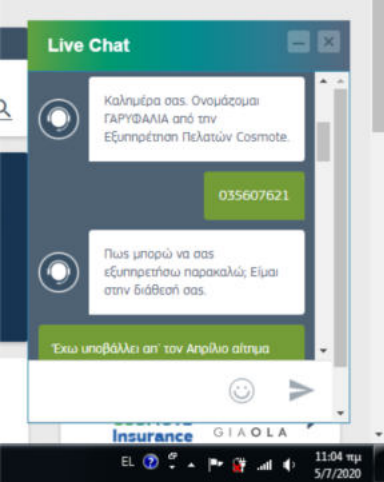 Live Chat
Καλημέρα σας. Ονομάζομαι
ΓΑΡΥΦΑΛΙΑ από την
Εξυπηρέτηση Πελατών Cosmote.
035607621
Πως μπορώ να σας
εξυπηρετήσω παρακαλώ; Είμαι
στην διάθεσή σας.
Έχω υποβάλλει απ' τον Απρίλιο αίτημα
Insurance
GIAOLA
EL
11:04 πμ
5/7/2020